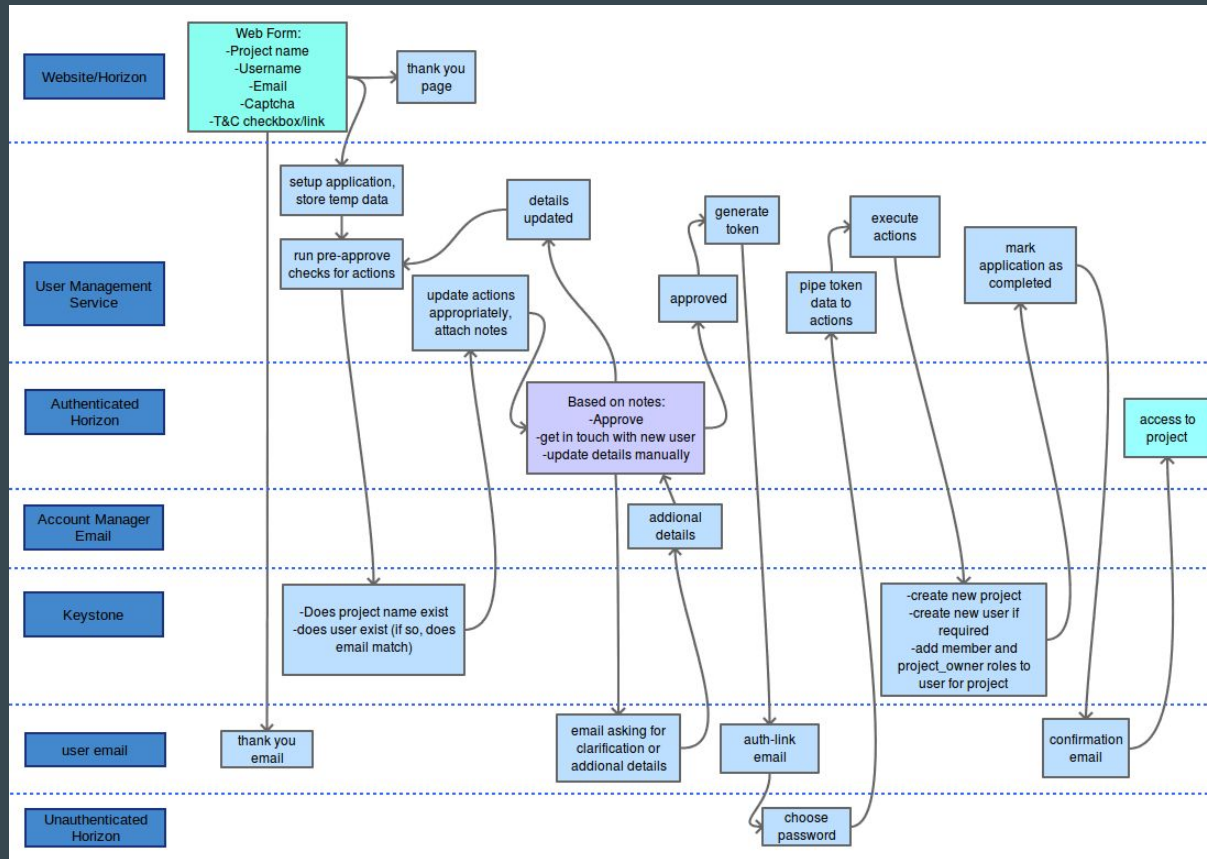 Website/Horizon
Web Form:
-Project name
-Username
-Email
-Captcha
-T&C checkbox/link
thank you
page
User Management
Service
setup application,
store temp data
run pre-approve
checks for actions
update actions
appropriately,
attach notes
details
updated
approved
generate
token
pipe token
data to
actions
execute
actions
mark
application as
completed
Authenticated
Horizon
Based on notes:
-Approve
-get in touch with new user
-update details manually
access to
project
Account Manager
Email
addional
details
Keystone
-Does project name exist
-does user exist (if so, does
email match)
-create new project
-create new user if
required
-add member and
project_owner roles to
user for project
user email
thank you
email
email asking for
clarification or
addional details
auth-link
email
confirmation
email
Unauthenticated
Horizon
choose
password